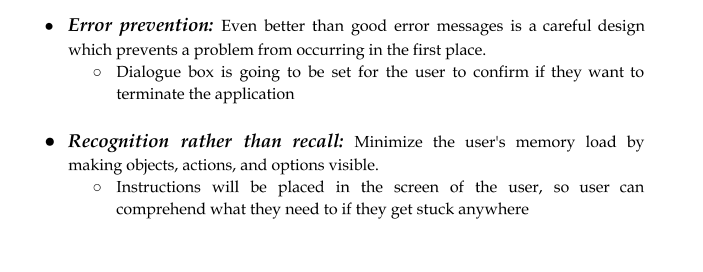 ● Error prevention: Even better than good error messages is a careful design
which prevents a problem from occurring in the first place.
○ Dialogue box is going to be set for the user to confirm if they want to
terminate the application
● Recognition rather than recall: Minimize the user's memory load by
making objects, actions, and options visible.
○ Instructions will be placed in the screen of the user, so user can
comprehend what they need to if they get stuck anywhere